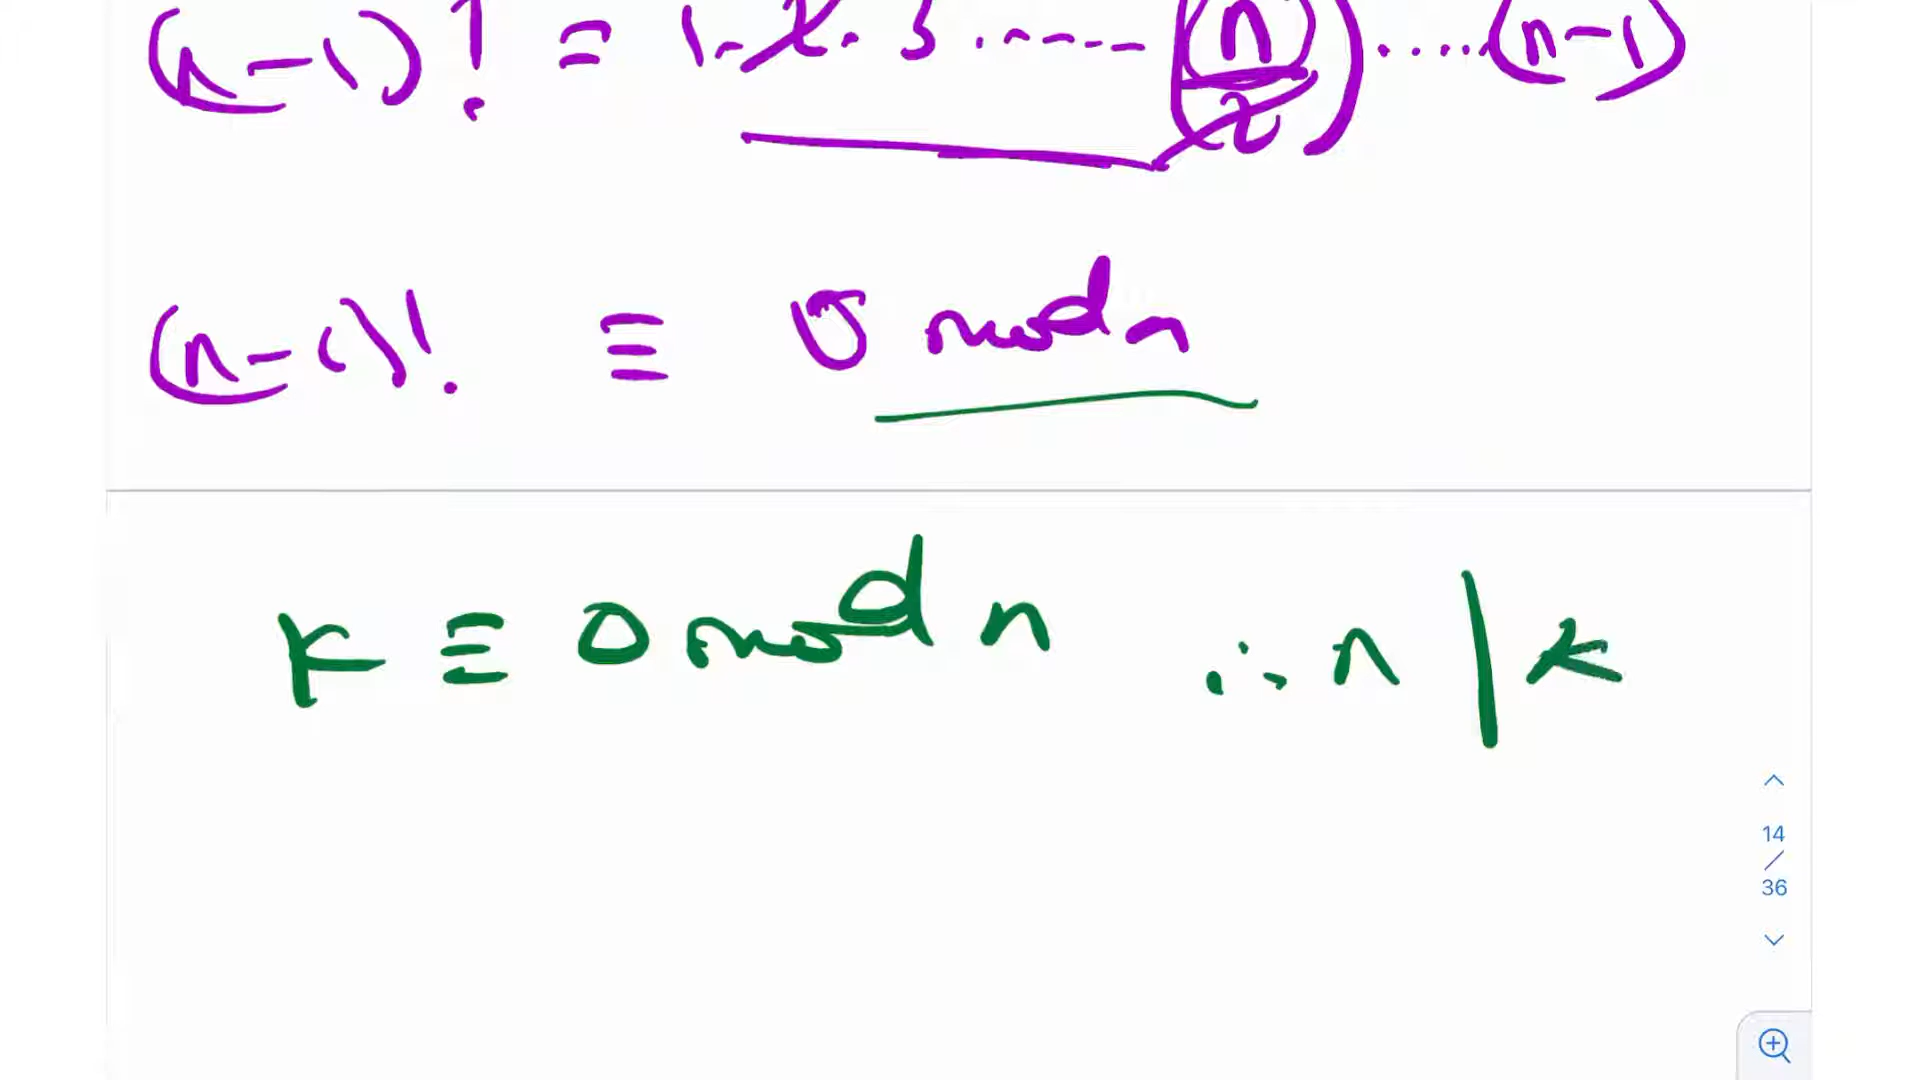 (n-1)! = 1.2.3.----(n/2)....(n-1)
(n-1)! ≡ 0 mod n
K ≡ 0 mod n ∴ n | K
14
/
36